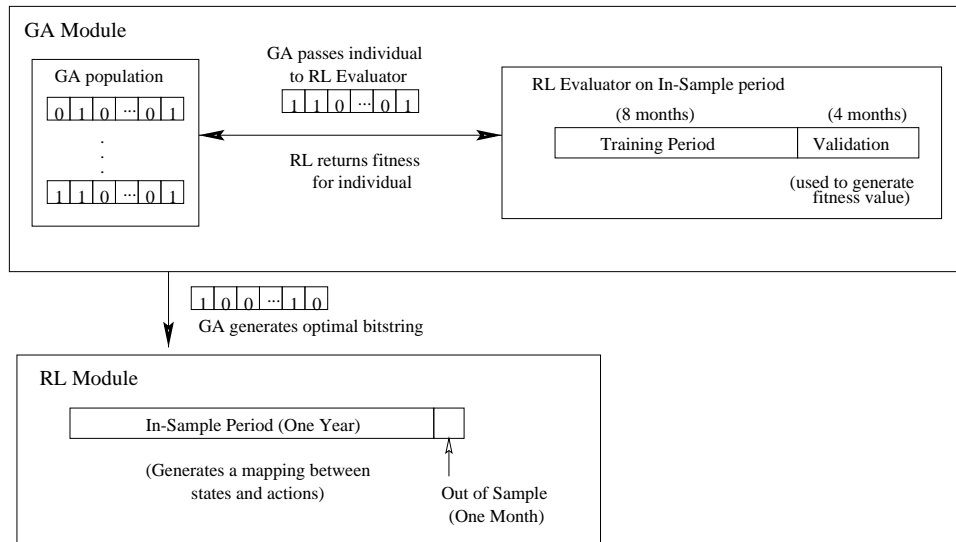 GA Module
GA population
0 1 0 ... 0 1
.
.
.
1 1 0 ... 0 1
GA passes individual
to RL Evaluator
1 1 0 ... 0 1
RL returns fitness
for individual
RL Evaluator on In-Sample period
(8 months) (4 months)
Training Period Validation
(used to generate
fitness value)
1 0 0 ... 1 0
GA generates optimal bitstring
RL Module
In-Sample Period (One Year)
(Generates a mapping between
states and actions)
Out of Sample
(One Month)